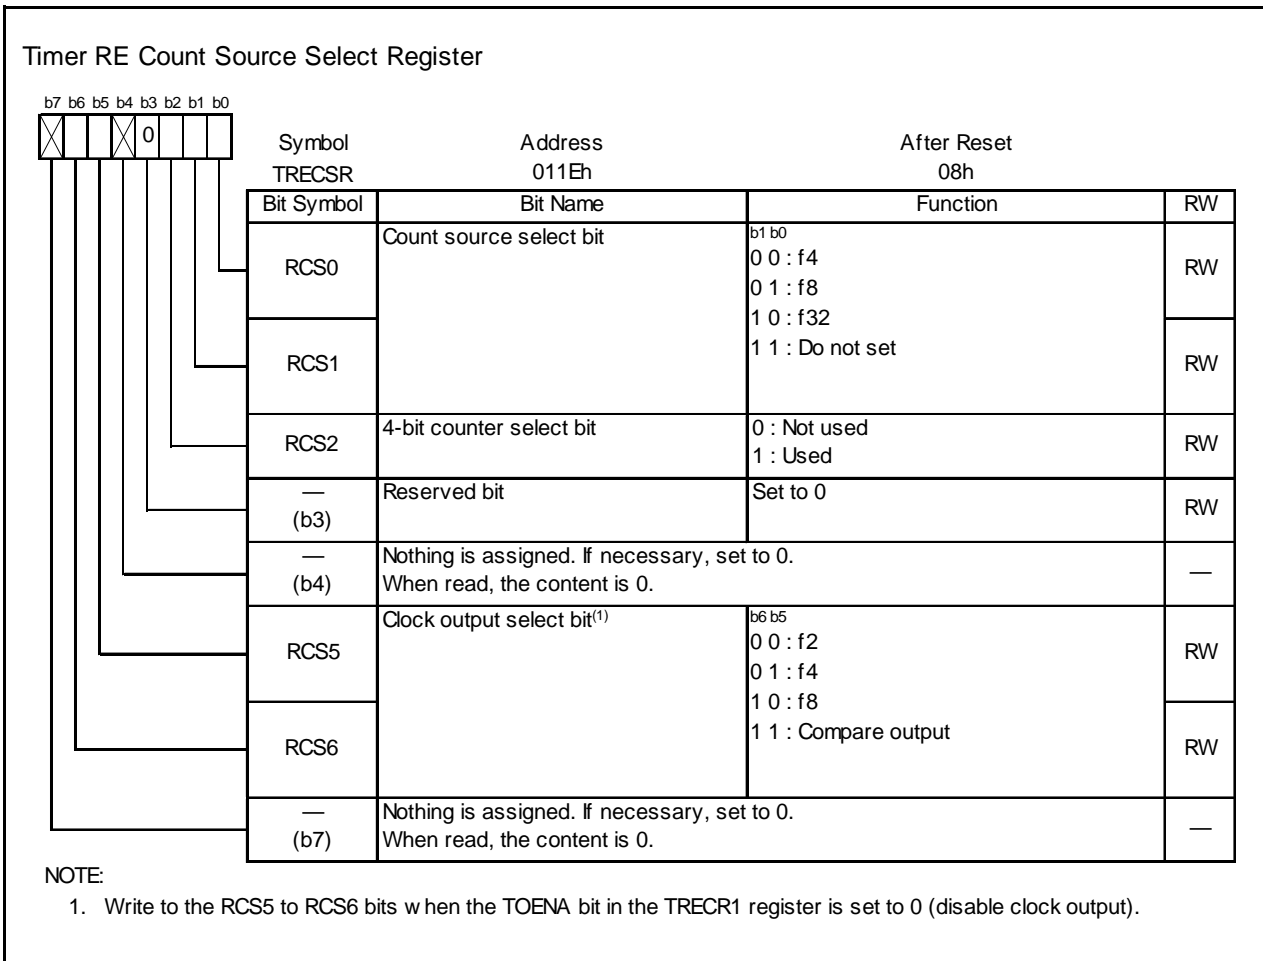 Timer RE Count Source Select Register
b7 b6 b5 b4 b3 b2 b1 b0
0
Symbol Address After Reset
TRECSR 011Eh 08h
Bit Symbol Bit Name Function RW
RCS0 Count source select bit b1 b0 RW
0 0 : f4
0 1 : f8
1 0 : f32
RCS1 1 1 : Do not set RW
RCS2 4-bit counter select bit 0 : Not used RW
1 : Used
— Reserved bit Set to 0 RW
(b3)
— Nothing is assigned. If necessary, set to 0. —
(b4) When read, the content is 0.
RCS5 Clock output select bit(1) b6 b5 RW
0 0 : f2
0 1 : f4
1 0 : f8
RCS6 1 1 : Compare output RW
— Nothing is assigned. If necessary, set to 0. —
(b7) When read, the content is 0.
NOTE:
1. Write to the RCS5 to RCS6 bits when the TOENA bit in the TRECR1 register is set to 0 (disable clock output).